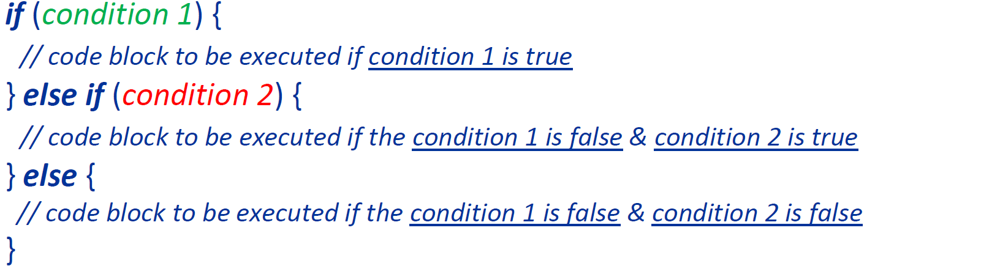 if (condition 1) {
// code block to be executed if condition 1 is true
} else if (condition 2) {
// code block to be executed if the condition 1 is false & condition 2 is true
} else {
// code block to be executed if the condition 1 is false & condition 2 is false
}